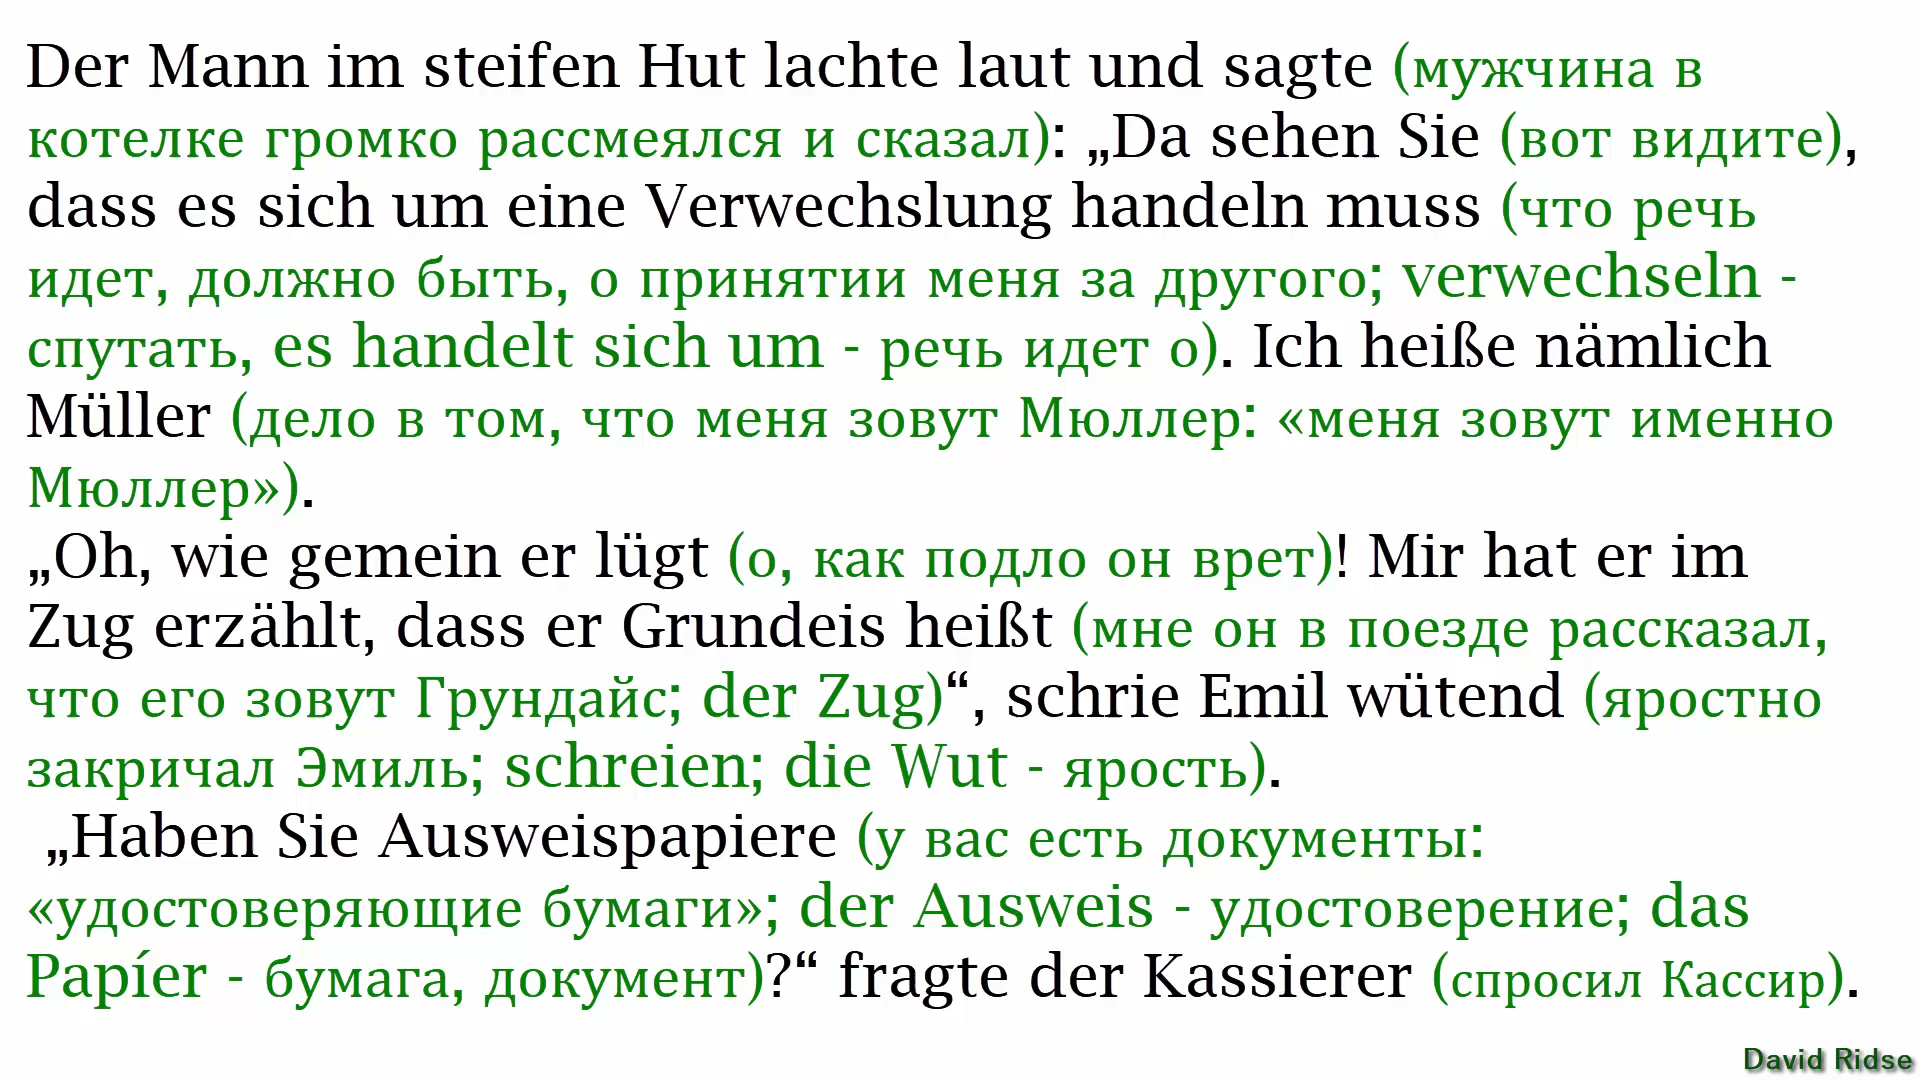 Der Mann im steifen Hut lachte laut und sagte (мужчина в
котелке громко рассмеялся и сказал): „Da sehen Sie (вот видите),
dass es sich um eine Verwechslung handeln muss (что речь
идет, должно быть, о принятии меня за другого; verwechseln -
спутать, es handelt sich um - речь идет о). Ich heiße nämlich
Müller (дело в том, что меня зовут Мюллер: «меня зовут именно
Мюллер»).
„Oh, wie gemein er lügt (о, как подло он врет)! Mir hat er im
Zug erzählt, dass er Grundeis heißt (мне он в поезде рассказал,
что его зовут Грундайс; der Zug)“, schrie Emil wütend (яростно
закричал Эмиль; schreien; die Wut - ярость).
„Haben Sie Ausweispapiere (у вас есть документы:
«удостоверяющие бумаги»; der Ausweis - удостоверение; das
Papíer - бумага, документ)?“ fragte der Kassierer (спросил Кассир).
David Ridse